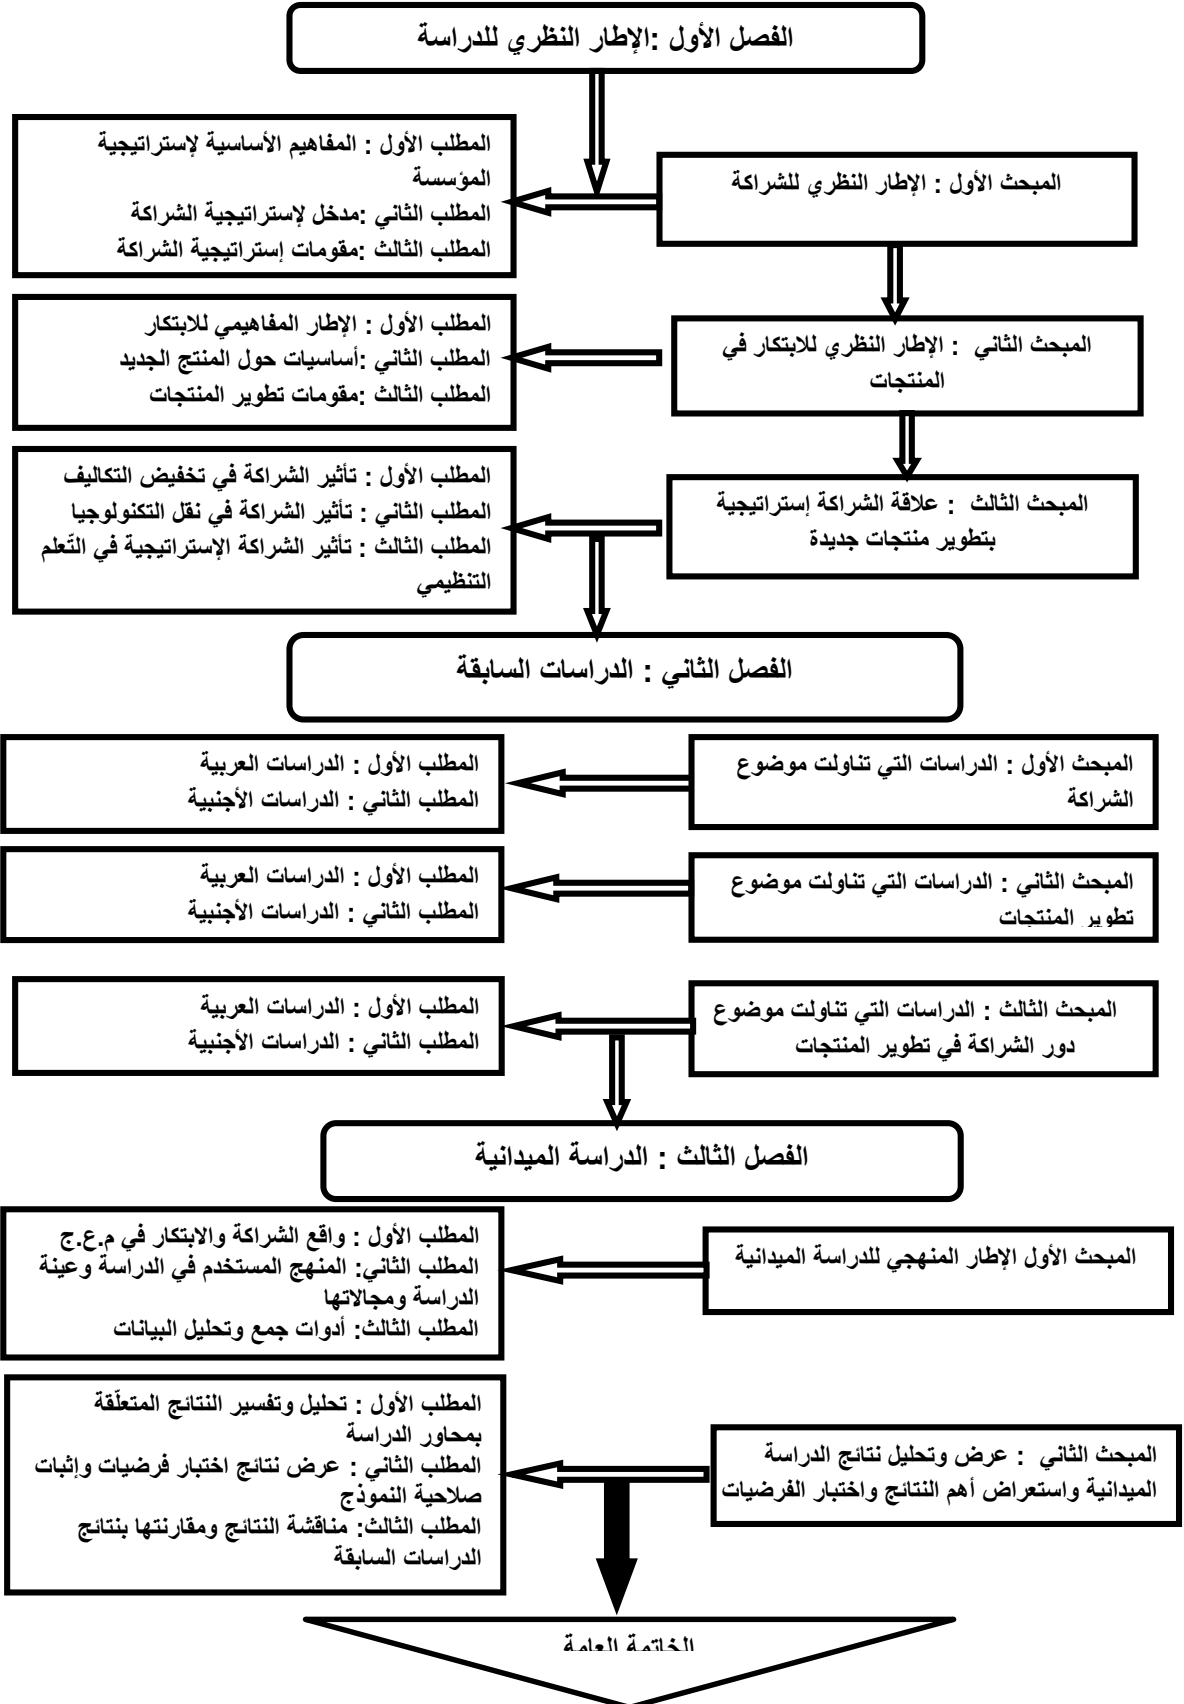 الفصل الأول :الإطار النظري للدراسة
المبحث الأول : الإطار النظري للشراكة
المطلب الأول : المفاهيم الأساسية لإستراتيجية
المؤسسة
المطلب الثاني :مدخل لإستراتيجية الشراكة
المطلب الثالث :مقومات إستراتيجية الشراكة
المبحث الثاني : الإطار النظري للابتكار في
المنتجات
المطلب الأول : الإطار المفاهيمي للابتكار
المطلب الثاني :أساسيات حول المنتج الجديد
المطلب الثالث :مقومات تطوير المنتجات
المبحث الثالث : علاقة الشراكة إستراتيجية
بتطوير منتجات جديدة
المطلب الأول : تأثير الشراكة في تخفيض التكاليف
المطلب الثاني : تأثير الشراكة في نقل التكنولوجيا
المطلب الثالث : تأثير الشراكة الإستراتيجية في التّعلم
التنظيمي
الفصل الثاني : الدراسات السابقة
المبحث الأول : الدراسات التي تناولت موضوع
الشراكة
المطلب الأول : الدراسات العربية
المطلب الثاني : الدراسات الأجنبية
المبحث الثاني : الدراسات التي تناولت موضوع
تطوير المنتجات
المطلب الأول : الدراسات العربية
المطلب الثاني : الدراسات الأجنبية
المبحث الثالث : الدراسات التي تناولت موضوع
دور الشراكة في تطوير المنتجات
المطلب الأول : الدراسات العربية
المطلب الثاني : الدراسات الأجنبية
الفصل الثالث : الدراسة الميدانية
المبحث الأول الإطار المنهجي للدراسة الميدانية
المطلب الأول : واقع الشراكة والابتكار في م.ع.ج
المطلب الثاني: المنهج المستخدم في الدراسة وعينة
الدراسة ومجالاتها
المطلب الثالث: أدوات جمع وتحليل البيانات
المبحث الثاني : عرض وتحليل نتائج الدراسة
الميدانية واستعراض أهم النتائج واختبار الفرضيات
المطلب الأول : تحليل وتفسير النتائج المتعلّقة
بمحاور الدراسة
المطلب الثاني : عرض نتائج اختبار فرضيات وإثبات
صلاحية النموذج
المطلب الثالث: مناقشة النتائج ومقارنتها بنتائج
الدراسات السابقة
الخاتمة العامة